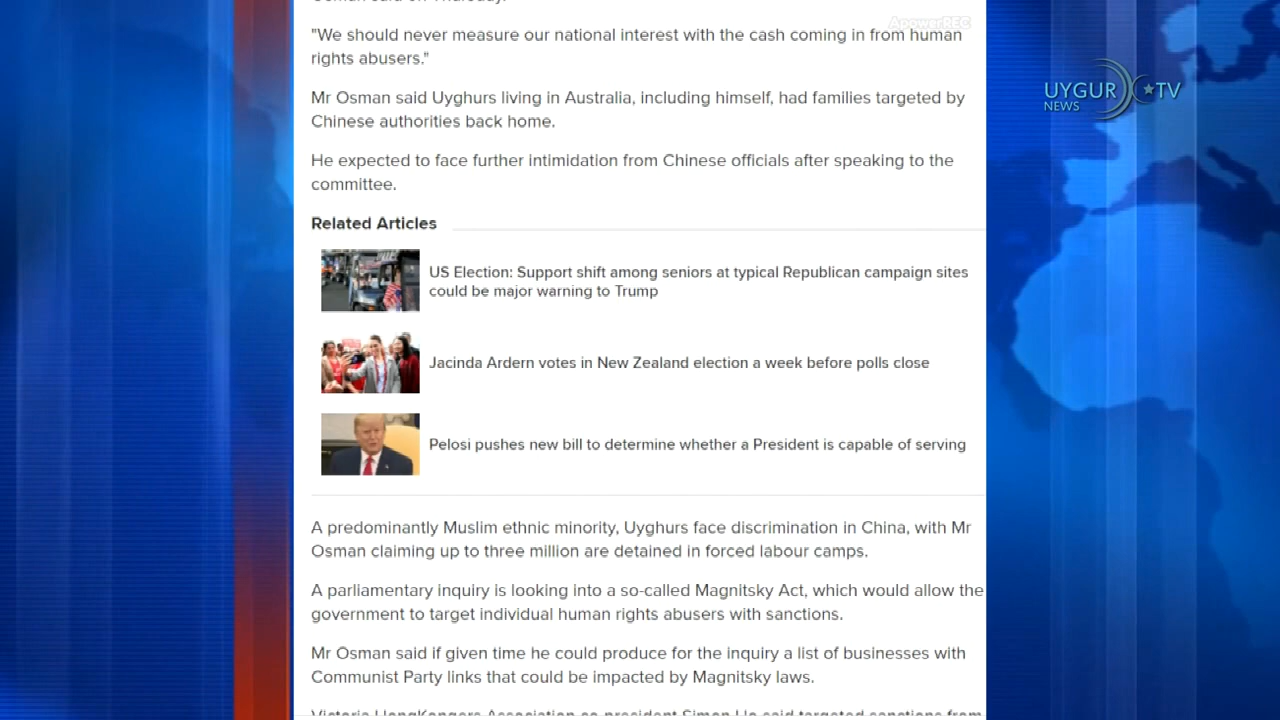 ApowerREC
"We should never measure our national interest with the cash coming in from human
rights abusers."
UYGUR TV
NEWS
Mr Osman said Uyghurs living in Australia, including himself, had families targeted by
Chinese authorities back home.
He expected to face further intimidation from Chinese officials after speaking to the
committee.
Related Articles
US Election: Support shift among seniors at typical Republican campaign sites
could be major warning to Trump
Jacinda Ardern votes in New Zealand election a week before polls close
Pelosi pushes new bill to determine whether a President is capable of serving
A predominantly Muslim ethnic minority, Uyghurs face discrimination in China, with Mr
Osman claiming up to three million are detained in forced labour camps.
A parliamentary inquiry is looking into a so-called Magnitsky Act, which would allow the
government to target individual human rights abusers with sanctions.
Mr Osman said if given time he could produce for the inquiry a list of businesses with
Communist Party links that could be impacted by Magnitsky laws.